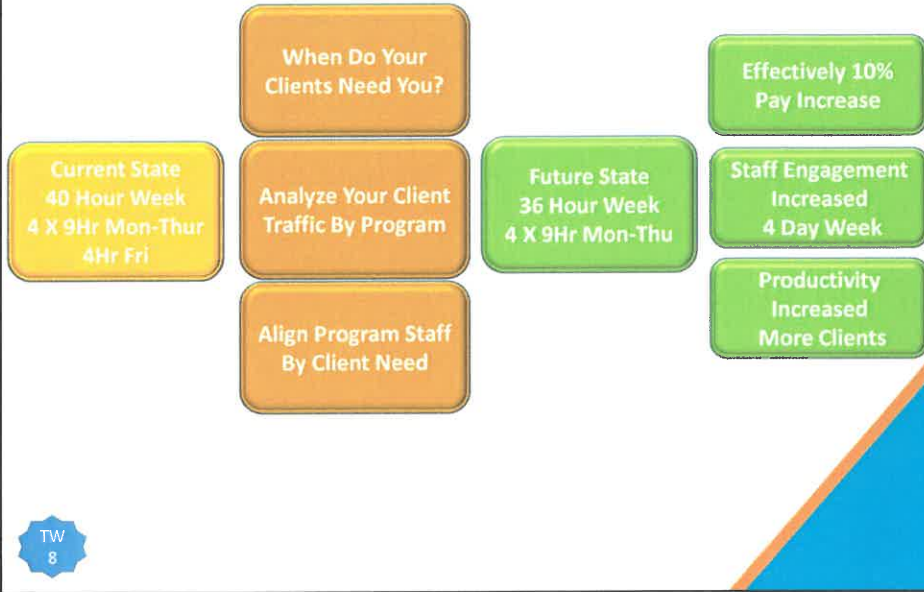 Current State
40 Hour Week
4 X 9Hr Mon-Thur
4Hr Fri
When Do Your
Clients Need You?
Analyze Your Client
Traffic By Program
Align Program Staff
By Client Need
Future State
36 Hour Week
4 X 9Hr Mon-Thu
Effectively 10%
Pay Increase
Staff Engagement
Increased
4 Day Week
Productivity
Increased
More Clients
TW
8